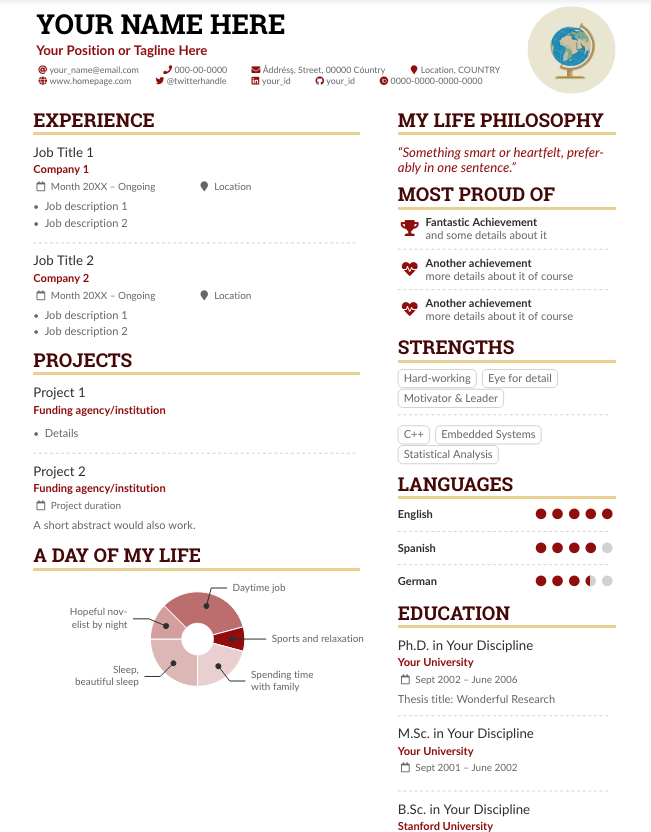 YOUR NAME HERE
Your Position or Tagline Here
your_name@email.com 000-00-0000 Áddréss, Street, 00000 Cóuntry Location, COUNTRY
www.homepage.com @twitterhandle your_id your_id 0000-0000-0000-0000
EXPERIENCE
Job Title 1
Company 1
Month 20XX – Ongoing Location
• Job description 1
• Job description 2
Job Title 2
Company 2
Month 20XX – Ongoing Location
• Job description 1
• Job description 2
PROJECTS
Project 1
Funding agency/institution
• Details
Project 2
Funding agency/institution
Project duration
A short abstract would also work.
A DAY OF MY LIFE
Daytime job
Hopeful nov-
elist by night
Sports and relaxation
Sleep,
beautiful sleep
Spending time
with family
MY LIFE PHILOSOPHY
“Something smart or heartfelt, prefer-
ably in one sentence.”
MOST PROUD OF
Fantastic Achievement
and some details about it
Another achievement
more details about it of course
Another achievement
more details about it of course
STRENGTHS
Hard-working Eye for detail
Motivator & Leader
C++ Embedded Systems
Statistical Analysis
LANGUAGES
English
Spanish
German
EDUCATION
Ph.D. in Your Discipline
Your University
Sept 2002 – June 2006
Thesis title: Wonderful Research
M.Sc. in Your Discipline
Your University
Sept 2001 – June 2002
B.Sc. in Your Discipline
Stanford University